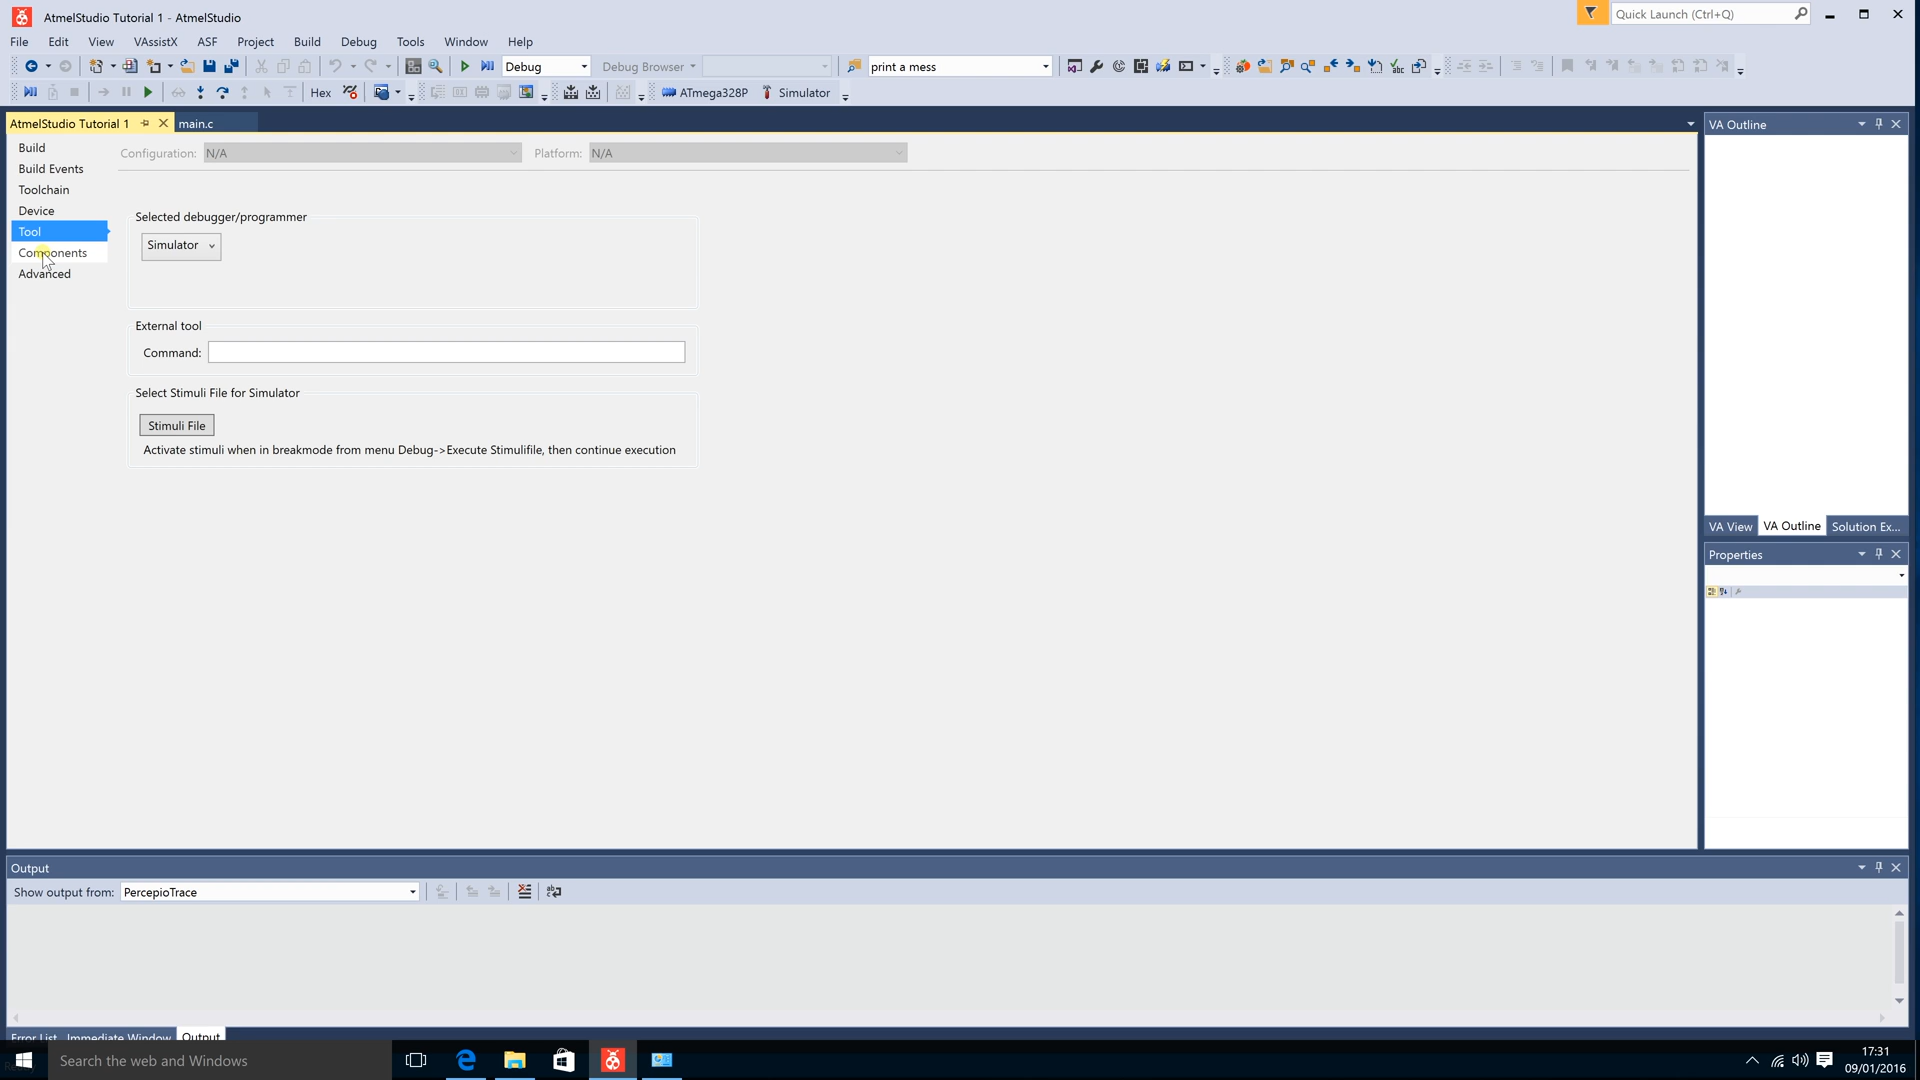 AtmelStudio Tutorial 1 - AtmelStudio
Quick Launch (Ctrl+Q)
File Edit View VAssistX ASF Project Build Debug Tools Window Help
Debug Debug Browser print a mess
Hex ATmega328P Simulator
AtmelStudio Tutorial 1 main.c
VA Outline
Build
Build Events
Toolchain
Device
Tool
Components
Advanced
Configuration: N/A Platform: N/A
Selected debugger/programmer
Simulator
External tool
Command:
Select Stimuli File for Simulator
Stimuli File
Activate stimuli when in breakmode from menu Debug->Execute Stimulifile, then continue execution
VA View VA Outline Solution Ex...
Properties
Output
Show output from: PercepioTrace
Error List Immediate Window Output
Search the web and Windows
17:31
09/01/2016